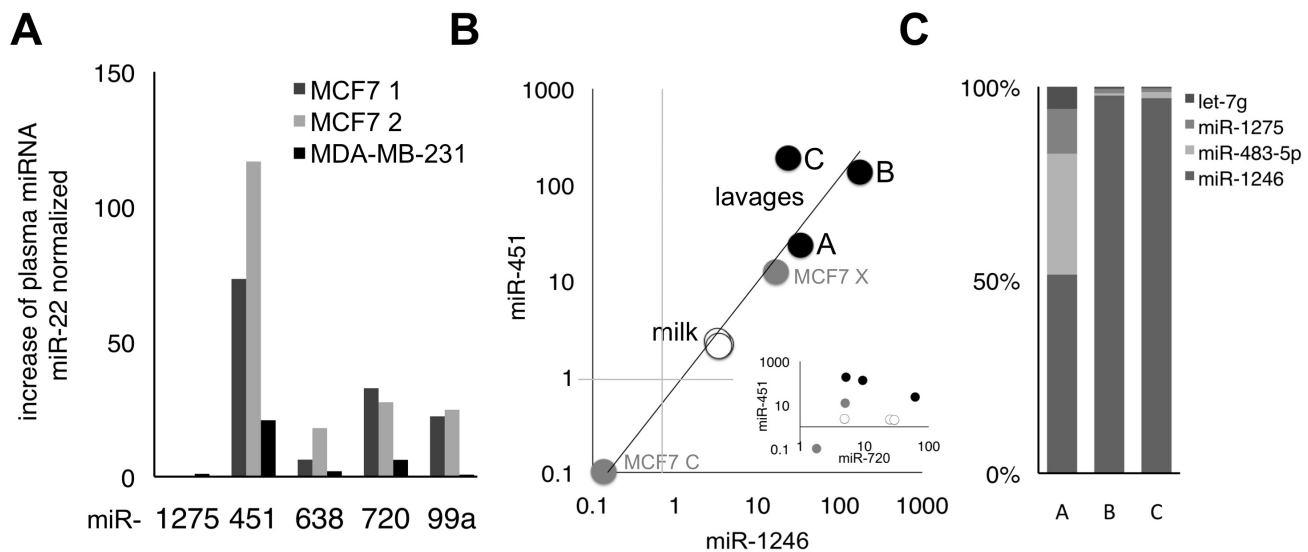 A
increase of plasma miRNA
miR-22 normalized
150
100
50
0
MCF7 1
MCF7 2
MDA-MB-231
miR- 1275 451 638 720 99a
B
miR-451
1000
100
10
1
0.1
C
B
lavages
A
MCF7 X
milk
MCF7 C
0.1 1 10 100 1000
miR-1246
miR-451
1000
10
0.1
1 10 100
miR-720
C
100%
50%
0%
let-7g
miR-1275
miR-483-5p
miR-1246
A B C